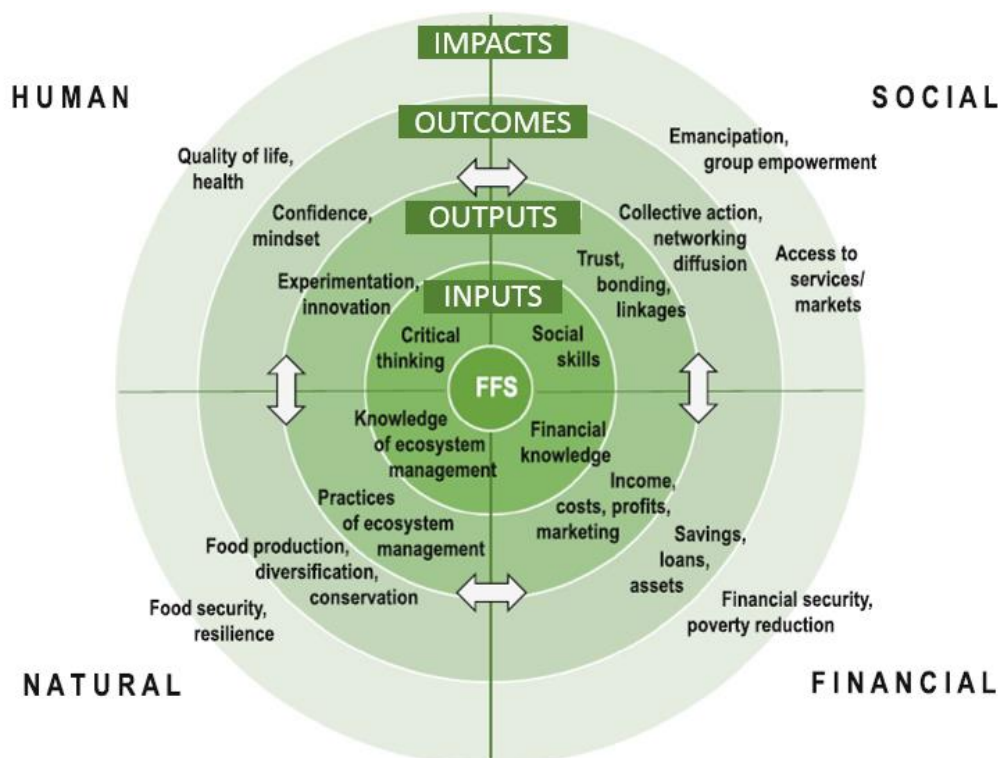 IMPACTS
HUMAN
SOCIAL
OUTCOMES
Quality of life,
health
Emancipation,
group empowerment
Confidence,
mindset
OUTPUTS
Collective action,
networking
diffusion
Access to
services/
markets
Experimentation,
innovation
Trust,
bonding,
linkages
INPUTS
Critical
thinking
Social
skills
FFS
Knowledge
of ecosystem
management
Financial
knowledge
Practices
of ecosystem
management
Income,
costs, profits,
marketing
Food production,
diversification,
conservation
Savings,
loans,
assets
Food security,
resilience
Financial security,
poverty reduction
NATURAL
FINANCIAL